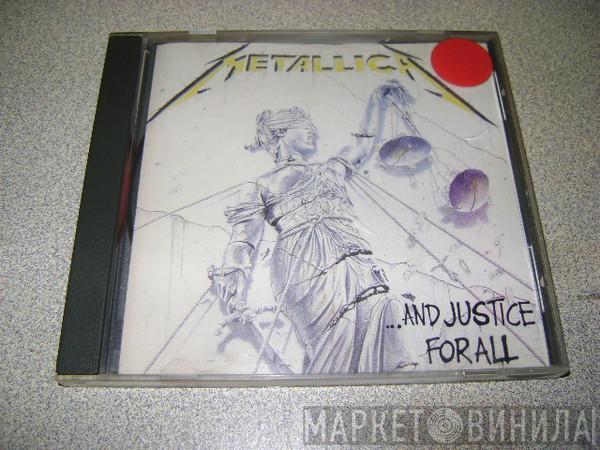 METALLICA
...AND JUSTICE
FOR ALL
МАРКЕТ ВИНИЛА